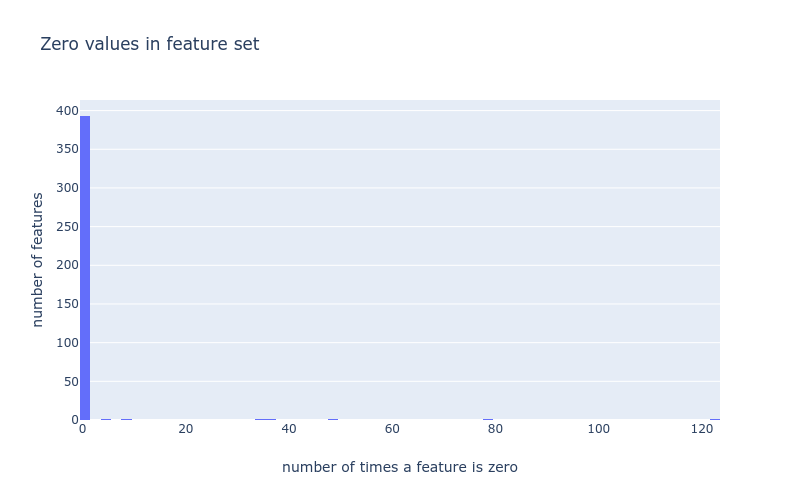 Zero values in feature set
400
350
300
250
200
150
100
50
0
number of features
0 20 40 60 80 100 120
number of times a feature is zero